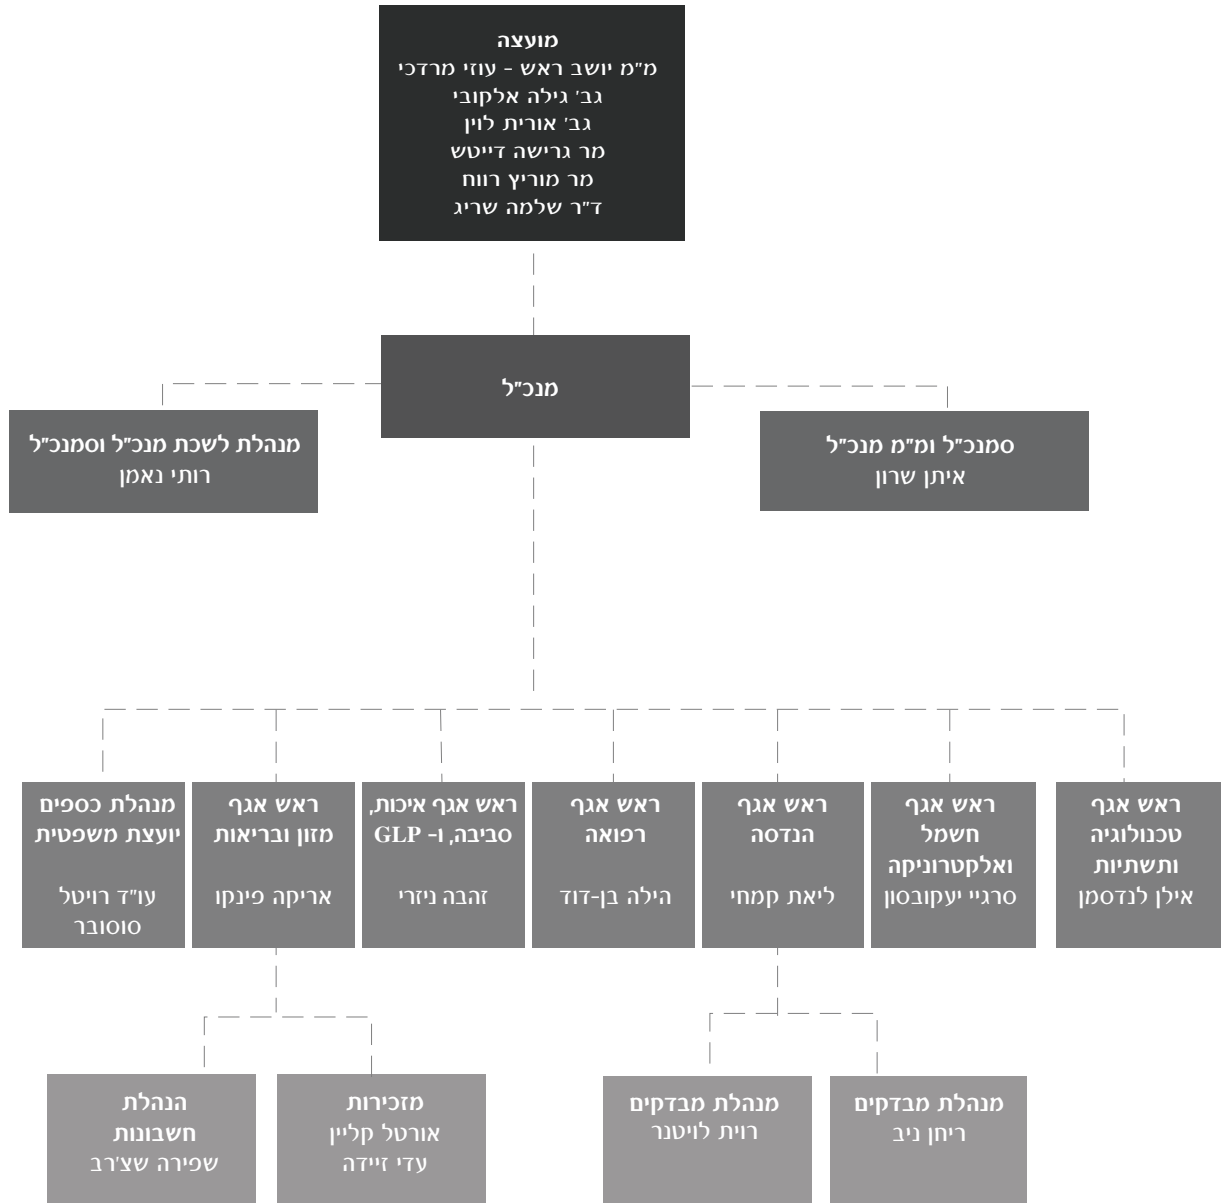 מועצה
מ"מ יושב ראש - עוזי מרדכי
גב' גילה אלקובי
גב' אורית לוין
מר גרישה דייטש
מר מוריץ רווח
ד"ר שלמה שריג
מנכ"ל
סמנכ"ל ומ"מ מנכ"ל
איתן שרון
מנהלת לשכת מנכ"ל וסמנכ"ל
רותי נאמן
ראש אגף
טכנולוגיה
ותשתיות
אילן לנדסמן
ראש אגף
חשמל
ואלקטרוניקה
סרגיי יעקובסון
ראש אגף
הנדסה
ליאת קמחי
ראש אגף
רפואה
הילה בן-דוד
ראש אגף איכות,
סביבה, ו- GLP
זהבה ניזרי
ראש אגף
מזון ובריאות
אריקה פינקו
מנהלת כספים
יועצת משפטית
עו"ד רויטל
סוסובר
מנהלת מבדקים
ריחן ניב
מנהלת מבדקים
רוית לויטנר
מזכירות
אורטל קליין
עדי זיידה
הנהלת
חשבונות
שפירה שצ'רב